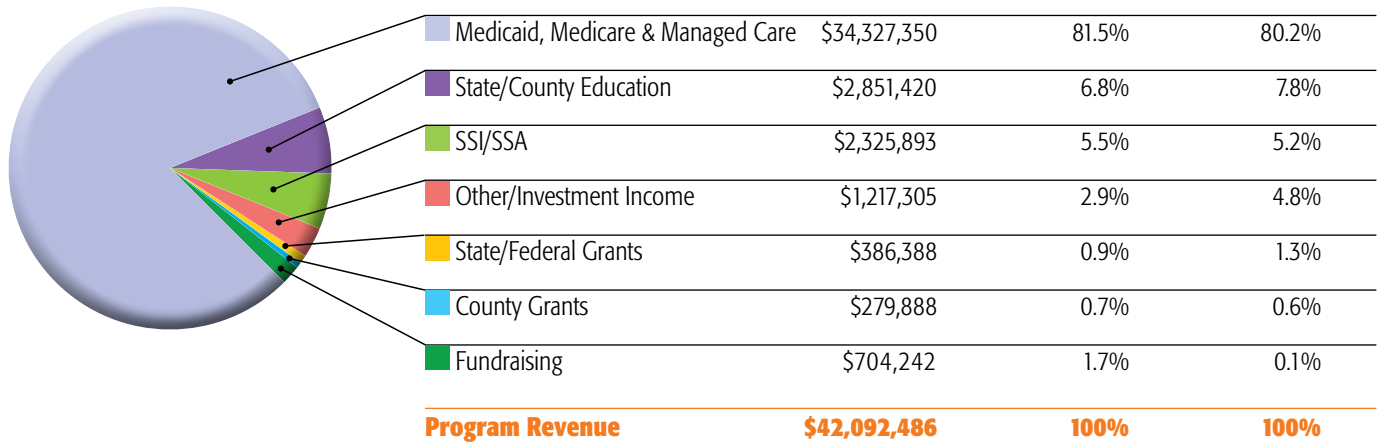 Medicaid, Medicare & Managed Care $34,327,350 81.5% 80.2%
State/County Education $2,851,420 6.8% 7.8%
SSI/SSA $2,325,893 5.5% 5.2%
Other/Investment Income $1,217,305 2.9% 4.8%
State/Federal Grants $386,388 0.9% 1.3%
County Grants $279,888 0.7% 0.6%
Fundraising $704,242 1.7% 0.1%
Program Revenue $42,092,486 100% 100%